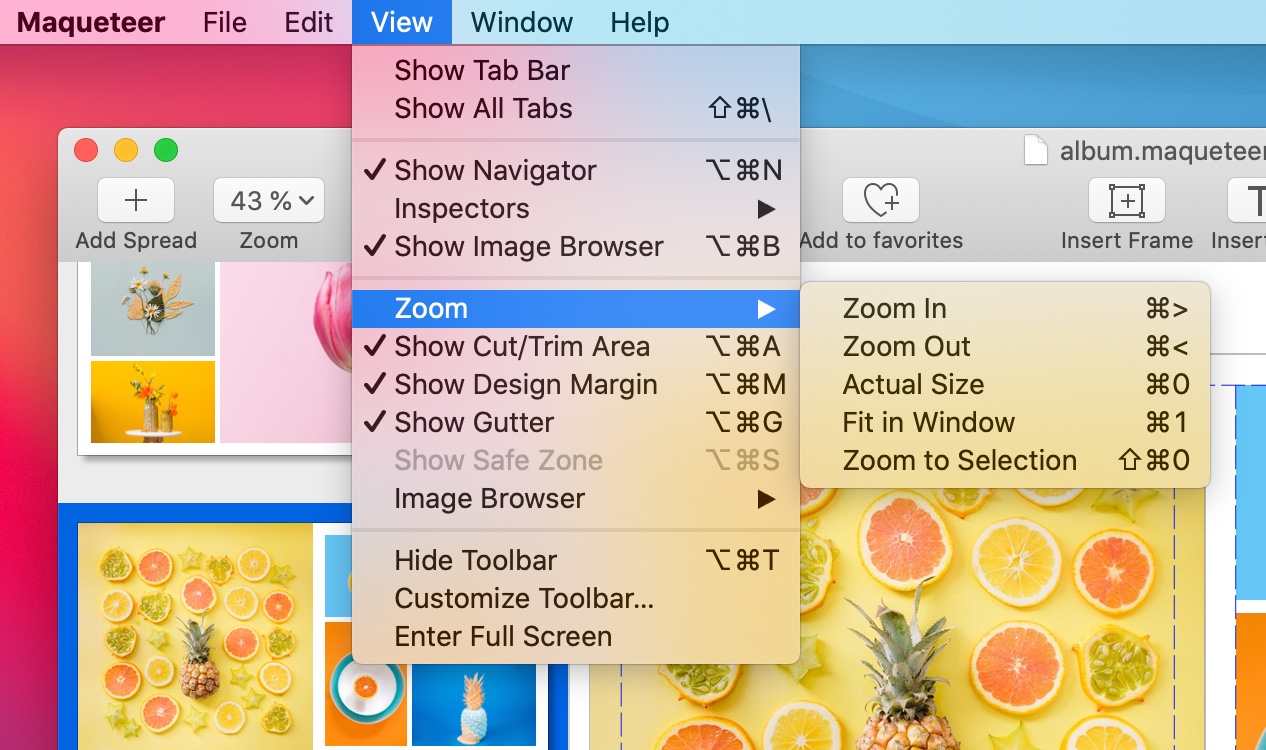 Maqueteer File Edit View Window Help
Show Tab Bar
Show All Tabs ⇧⌘\
✓ Show Navigator ⌥⌘N
Inspectors ▶
✓ Show Image Browser ⌥⌘B
Zoom ▶
✓ Show Cut/Trim Area ⌥⌘A
✓ Show Design Margin ⌥⌘M
✓ Show Gutter ⌥⌘G
Show Safe Zone ⌥⌘S
Image Browser ▶
Hide Toolbar ⌥⌘T
Customize Toolbar...
Enter Full Screen
Zoom In ⌘>
Zoom Out ⌘<
Actual Size ⌘0
Fit in Window ⌘1
Zoom to Selection ⇧⌘0
album.maqueteer
43 %
Add Spread Zoom Add to favorites Insert Frame Insert